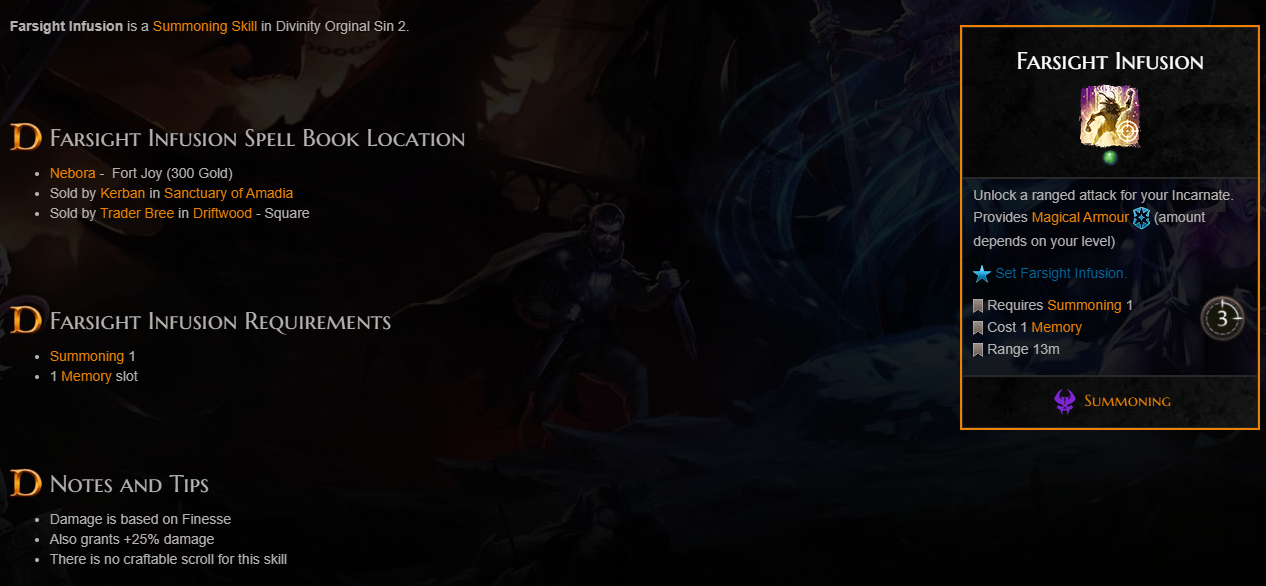 Farsight Infusion is a Summoning Skill in Divinity Orginal Sin 2.
Farsight Infusion Spell Book Location
Nebora - Fort Joy (300 Gold)
Sold by Kerban in Sanctuary of Amadia
Sold by Trader Bree in Driftwood - Square
Farsight Infusion Requirements
Summoning 1
1 Memory slot
Notes and Tips
Damage is based on Finesse
Also grants +25% damage
There is no craftable scroll for this skill
Farsight Infusion
Unlock a ranged attack for your Incarnate.
Provides Magical Armour (amount
depends on your level)
Set Farsight Infusion.
Requires Summoning 1
Cost 1 Memory
Range 13m
3
Summoning